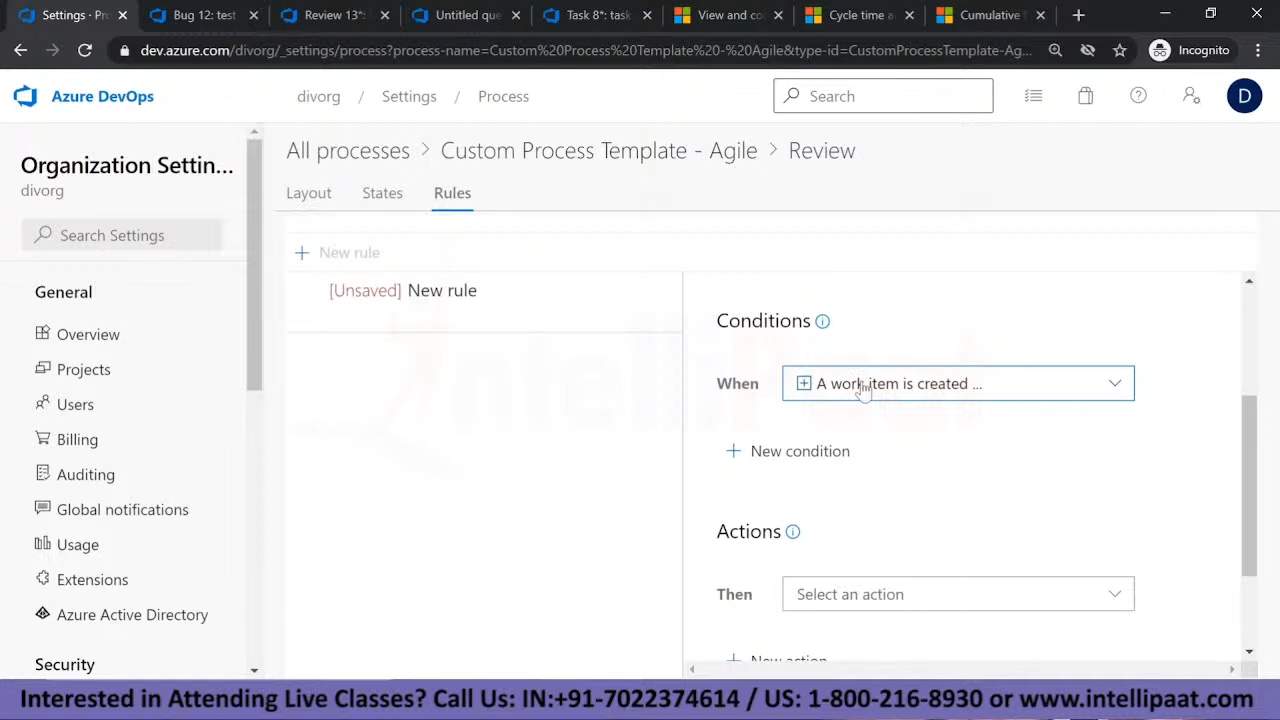 Settings · Proc
Bug 12: test
Review 13*:
Untitled que
Task 8*: task
View and co
Cycle time a
Cumulative
dev.azure.com/divorg/_settings/process?process-name=Custom%20Process%20Template%20-%20Agile&type-id=CustomProcessTemplate-Ag...
Incognito
Azure DevOps
divorg / Settings / Process
Search
D
Organization Settin...
divorg
Search Settings
General
Overview
Projects
Users
Billing
Auditing
Global notifications
Usage
Extensions
Azure Active Directory
Security
All processes > Custom Process Template - Agile > Review
Layout
States
Rules
New rule
[Unsaved] New rule
Conditions
When
A work item is created ...
New condition
Actions
Then
Select an action
New action
IntelliPaat
Interested in Attending Live Classes? Call Us: IN:+91-7022374614 / US: 1-800-216-8930 or www.intellipaat.com